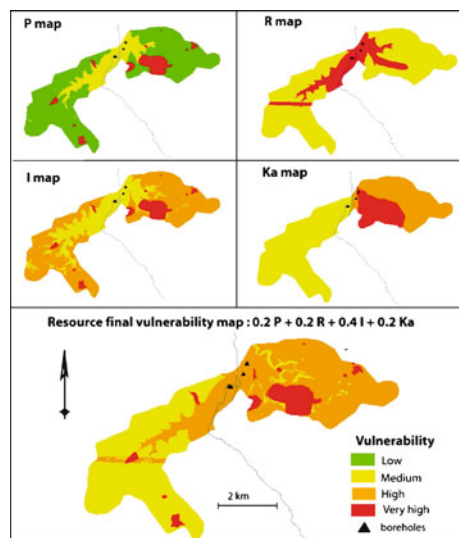 P map
R map
I map
Ka map
Resource final vulnerability map : 0.2 P + 0.2 R + 0.4 I + 0.2 Ka
Vulnerability
Low
Medium
High
Very high
boreholes
2 km